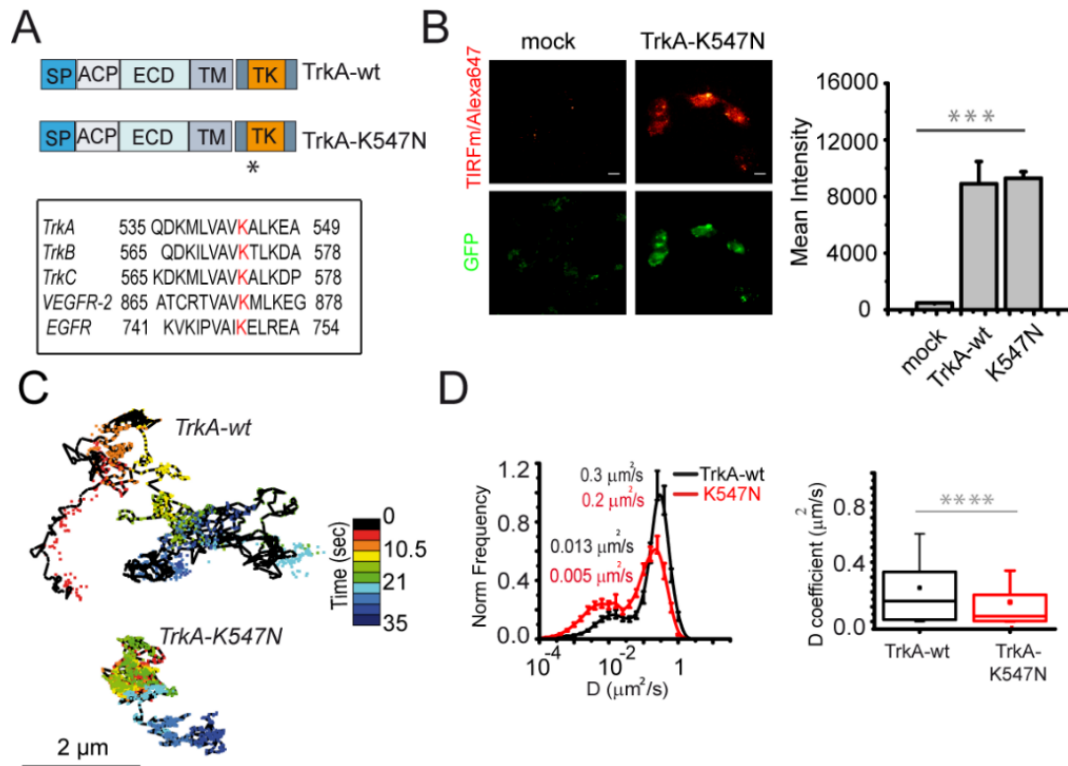 A
SP ACP ECD TM TK TrkA-wt
SP ACP ECD TM TK TrkA-K547N
*
TrkA 535 QDKMLVAVKALKEA 549
TrkB 565 QDKILVAVKTLKDA 578
TrkC 565 KDKMLVAVKALKDP 578
VEGFR-2 865 ATCRTVAVKMLKEG 878
EGFR 741 KVKIPVAIKELREA 754
B
mock TrkA-K547N
TIRFm/Alexa647
GFP
Mean Intensity
16000
12000
8000
4000
0
***
mock TrkA-wt K547N
C
TrkA-wt
TrkA-K547N
Time (sec)
0
10.5
21
35
2 μm
D
Norm Frequency
1.2
0.8
0.4
0.0
0.3 μm²/s
0.2 μm²/s
0.013 μm²/s
0.005 μm²/s
TrkA-wt
K547N
10⁻⁴ 10⁻² 1
D (μm²/s)
D coefficient (μm²/s)
0.8
0.4
0.0
****
TrkA-wt TrkA-
K547N